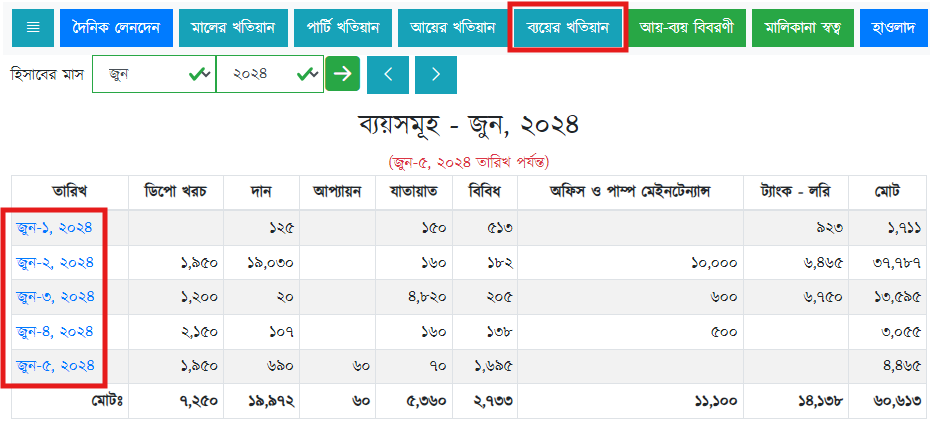 দৈনিক লেনদেন মালের খতিয়ান পার্টি খতিয়ান আয়ের খতিয়ান ব্যয়ের খতিয়ান আয়-ব্যয় বিবরণী মালিকানা স্বত্ব হাওলাদ
হিসাবের মাস জুন ২০২৪
ব্যয়সমূহ - জুন, ২০২৪
(জুন-৫, ২০২৪ তারিখ পর্যন্ত)
তারিখ ডিপো খরচ দান আপ্যায়ন যাতায়াত বিবিধ অফিস ও পাম্প মেইনটেন্যান্স ট্যাংক - লরি মোট
জুন-১, ২০২৪ ১২৫ ১৫০ ৫১৩ ৯২৩ ১,৭১১
জুন-২, ২০২৪ ১,৯৫০ ১৯,০৩০ ১৬০ ১৮২ ১০,০০০ ৬,৪৬৫ ৩৭,৭৮৭
জুন-৩, ২০২৪ ১,২০০ ২০ ৪,৮২০ ২০৫ ৬০০ ৬,৭৫০ ১৩,৫৯৫
জুন-৪, ২০২৪ ২,১৫০ ১০৭ ১৬০ ১৩৮ ৫০০ ৩,০৫৫
জুন-৫, ২০২৪ ১,৯৫০ ৬৯০ ৬০ ৭০ ১,৬৯৫ ৪,৪৬৫
মোটঃ ৭,২৫০ ১৯,৯৭২ ৬০ ৫,৩৬০ ২,৭৩৩ ১১,১০০ ১৪,১৩৮ ৬০,৬১৩